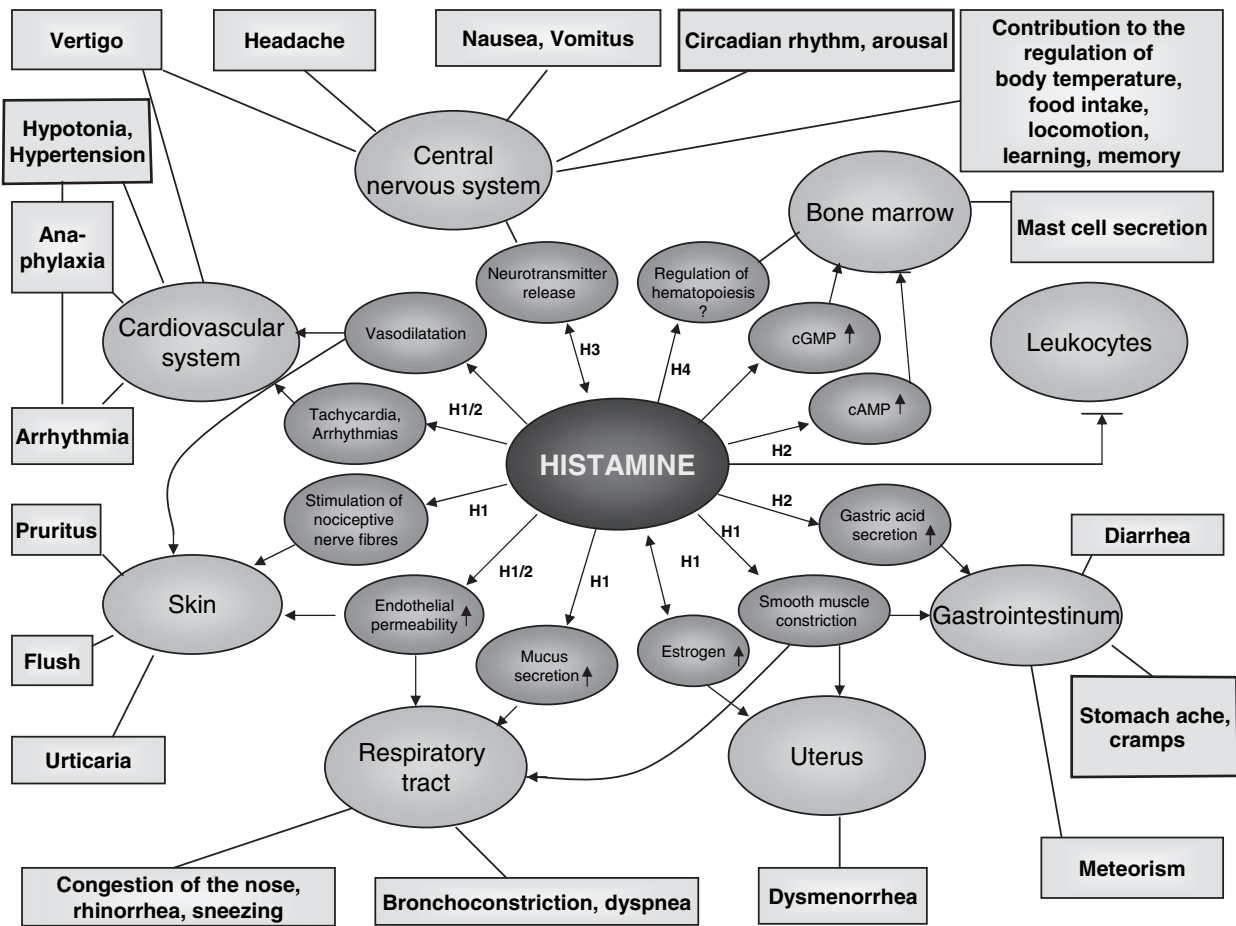 Vertigo
Headache
Nausea, Vomitus
Circadian rhythm, arousal
Contribution to the
regulation of
body temperature,
food intake,
locomotion,
learning, memory
Hypotonia,
Hypertension
Central
nervous system
Bone marrow
Mast cell secretion
Ana-
phylaxia
Neurotransmitter
release
Regulation of
hematopoiesis
?
Cardiovascular
system
Vasodilatation
cGMP
Leukocytes
H3
H4
cAMP
Arrhythmia
Tachycardia,
Arrhythmias
H1/2
H2
HISTAMINE
Pruritus
Stimulation of
nociceptive
nerve fibres
H1
H2
Gastric acid
secretion
H1
Diarrhea
Skin
H1/2
H1
H1
Endothelial
permeability
Smooth muscle
constriction
Gastrointestinum
Flush
Mucus
secretion
Estrogen
Stomach ache,
cramps
Urticaria
Respiratory
tract
Uterus
Meteorism
Congestion of the nose,
rhinorrhea, sneezing
Bronchoconstriction, dyspnea
Dysmenorrhea